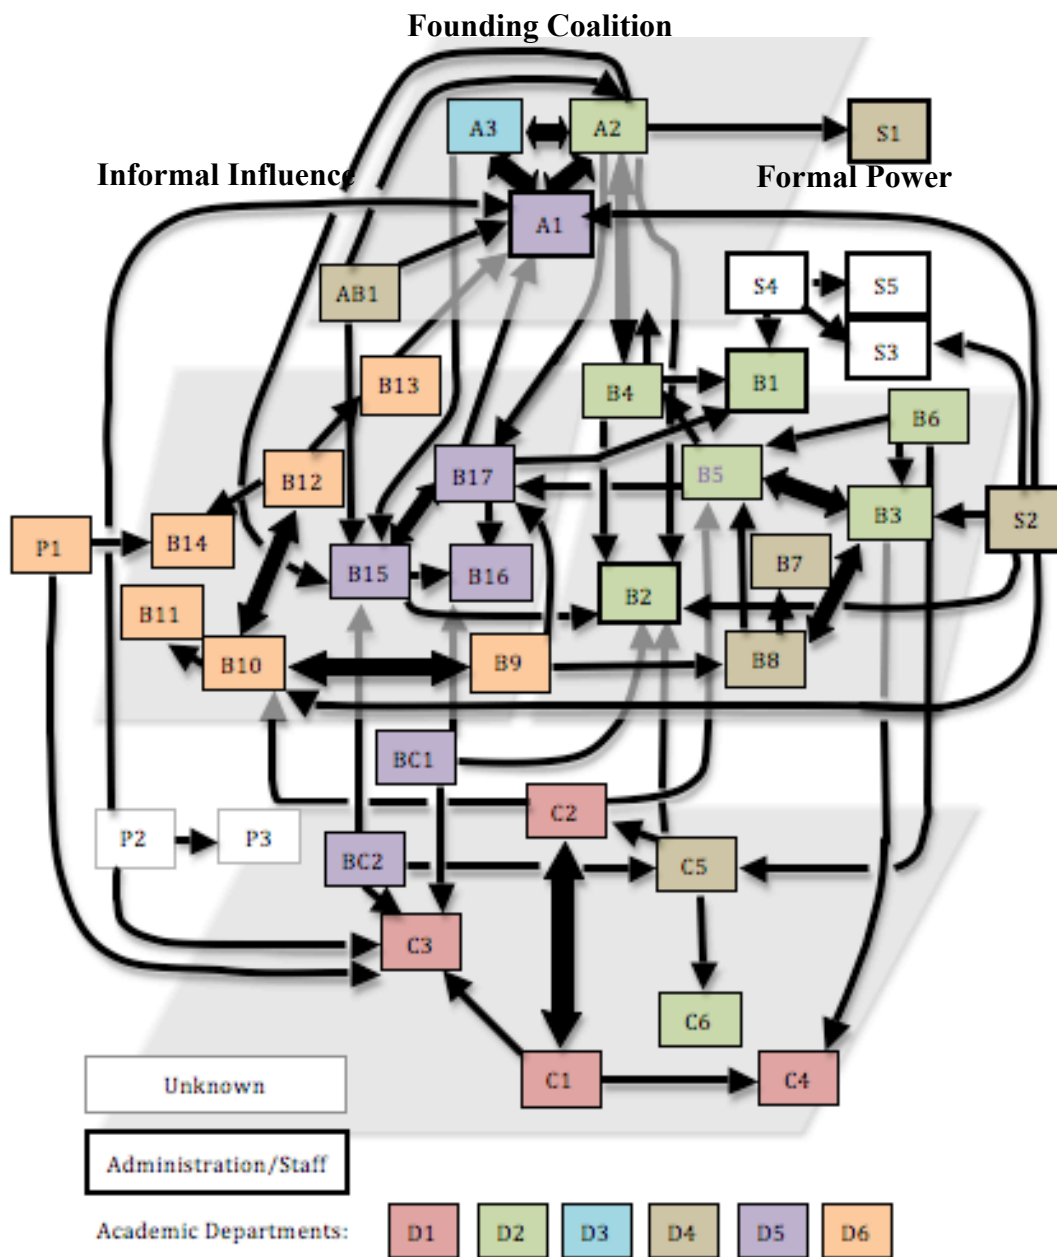 Founding Coalition
A3
A2
S1
Informal Influence
Formal Power
A1
AB1
S4
S5
S3
B13
B4
B1
B6
B12
B17
B5
B3
S2
P1
B14
B15
B16
B7
B2
B11
B10
B9
B8
BC1
C2
P2
P3
BC2
C5
C3
C6
C1
C4
Unknown
Administration/Staff
Academic Departments:
D1
D2
D3
D4
D5
D6